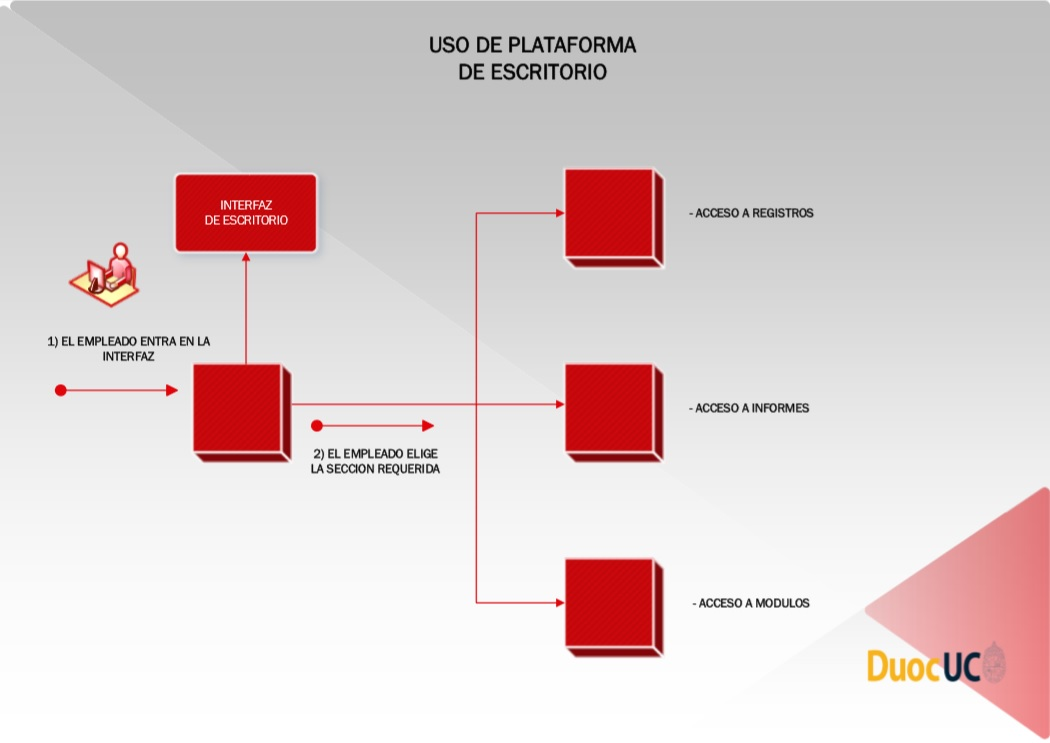 USO DE PLATAFORMA
DE ESCRITORIO
INTERFAZ
DE ESCRITORIO
- ACCESO A REGISTROS
1) EL EMPLEADO ENTRA EN LA
INTERFAZ
- ACCESO A INFORMES
2) EL EMPLEADO ELIGE
LA SECCION REQUERIDA
- ACCESO A MODULOS
DuocUC